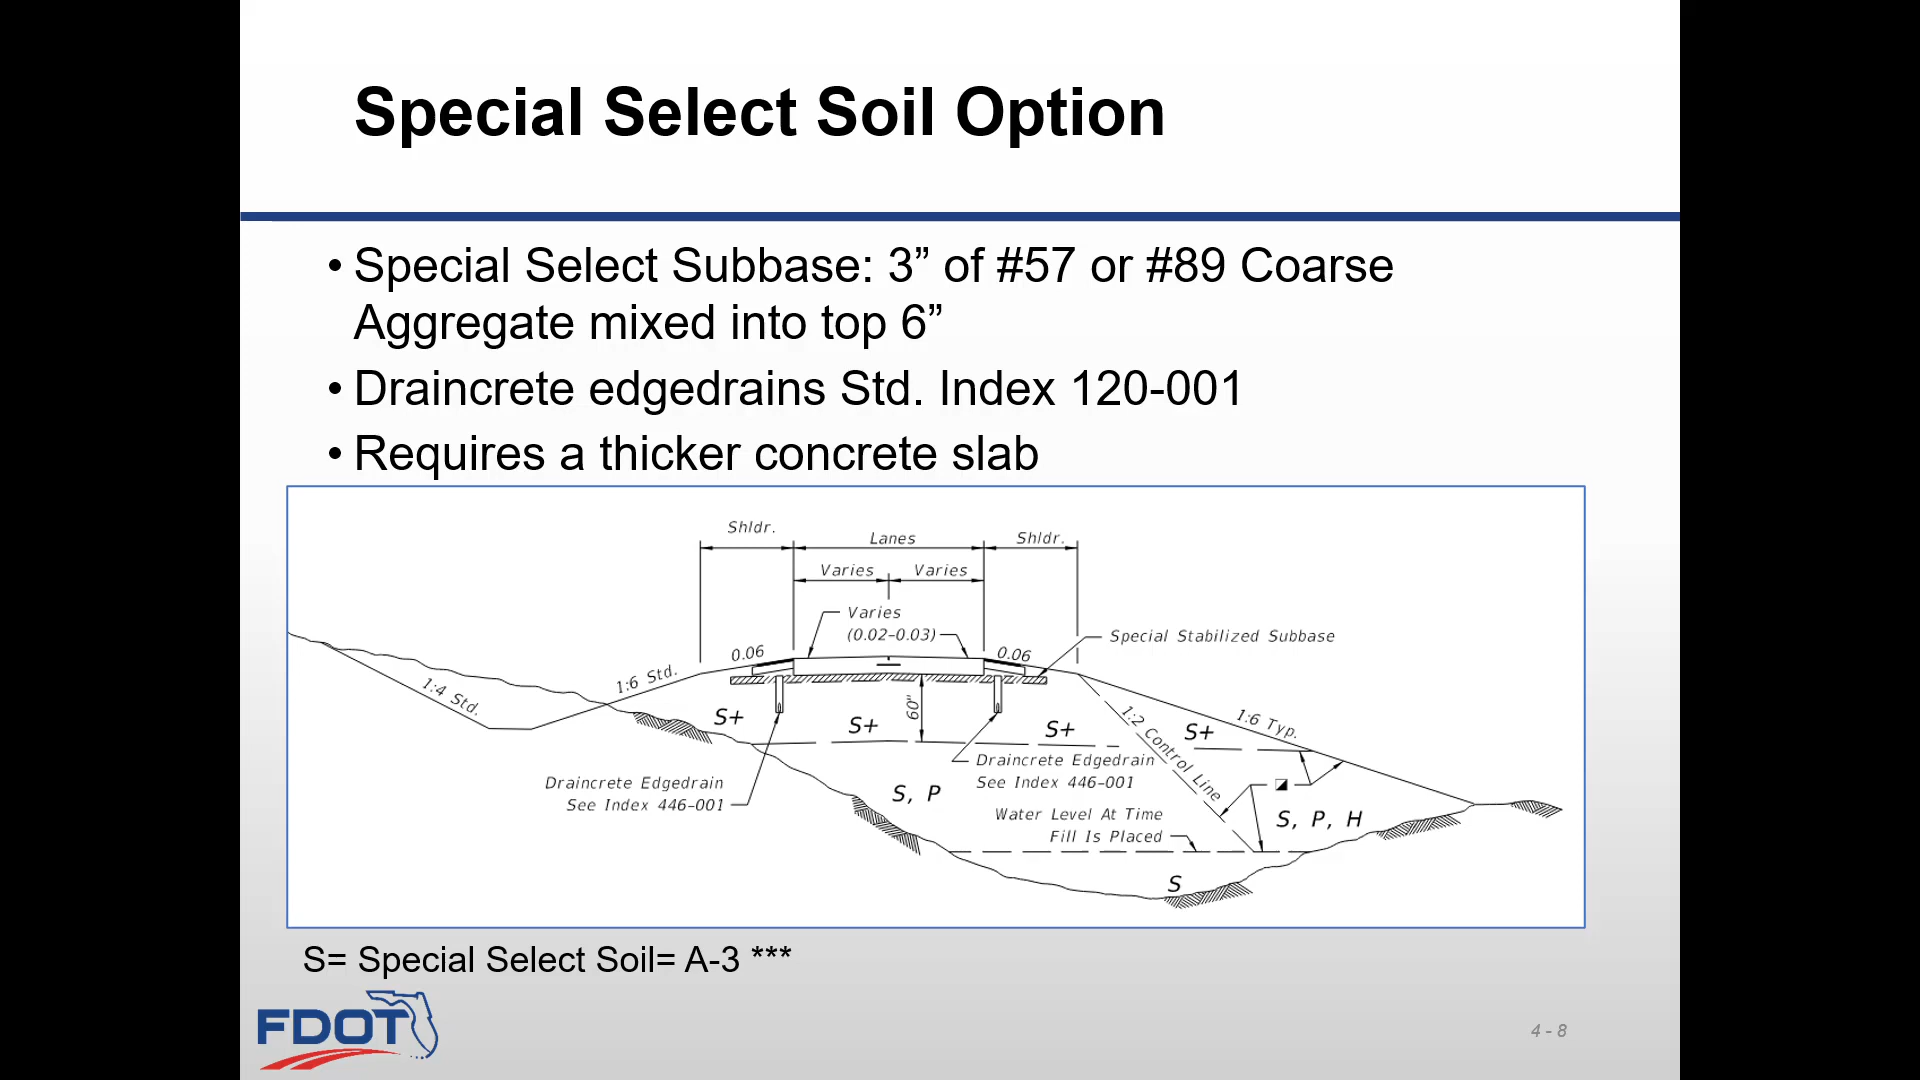 Special Select Soil Option
• Special Select Subbase: 3” of #57 or #89 Coarse
Aggregate mixed into top 6”
• Draincrete edgedrains Std. Index 120-001
• Requires a thicker concrete slab
Shldr.
Lanes
Shldr.
Varies
Varies
Varies
(0.02-0.03)
Special Stabilized Subbase
0.06
0.06
1:4 Std.
1:6 Std.
60"
S+
S+
S+
S+
1:2 Control Line
1:6 Typ.
Draincrete Edgedrain
See Index 446-001
Draincrete Edgedrain
See Index 446-001
S, P
Water Level At Time
Fill Is Placed
S, P, H
S
S= Special Select Soil= A-3 ***
FDOT
4 - 8